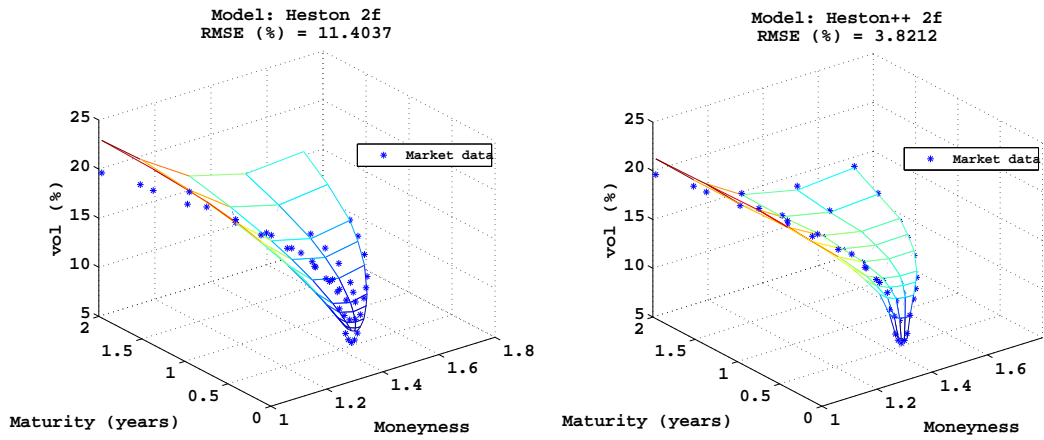 Model: Heston 2f
RMSE (%) = 11.4037
25
20
15
10
5
vol (%)
2
1.5
1
0.5
0
Maturity (years)
1
1.2
1.4
1.6
1.8
Moneyness
Market data
Model: Heston++ 2f
RMSE (%) = 3.8212
25
20
15
10
5
vol (%)
2
1.5
1
0.5
0
Maturity (years)
1
1.2
1.4
1.6
Moneyness
Market data